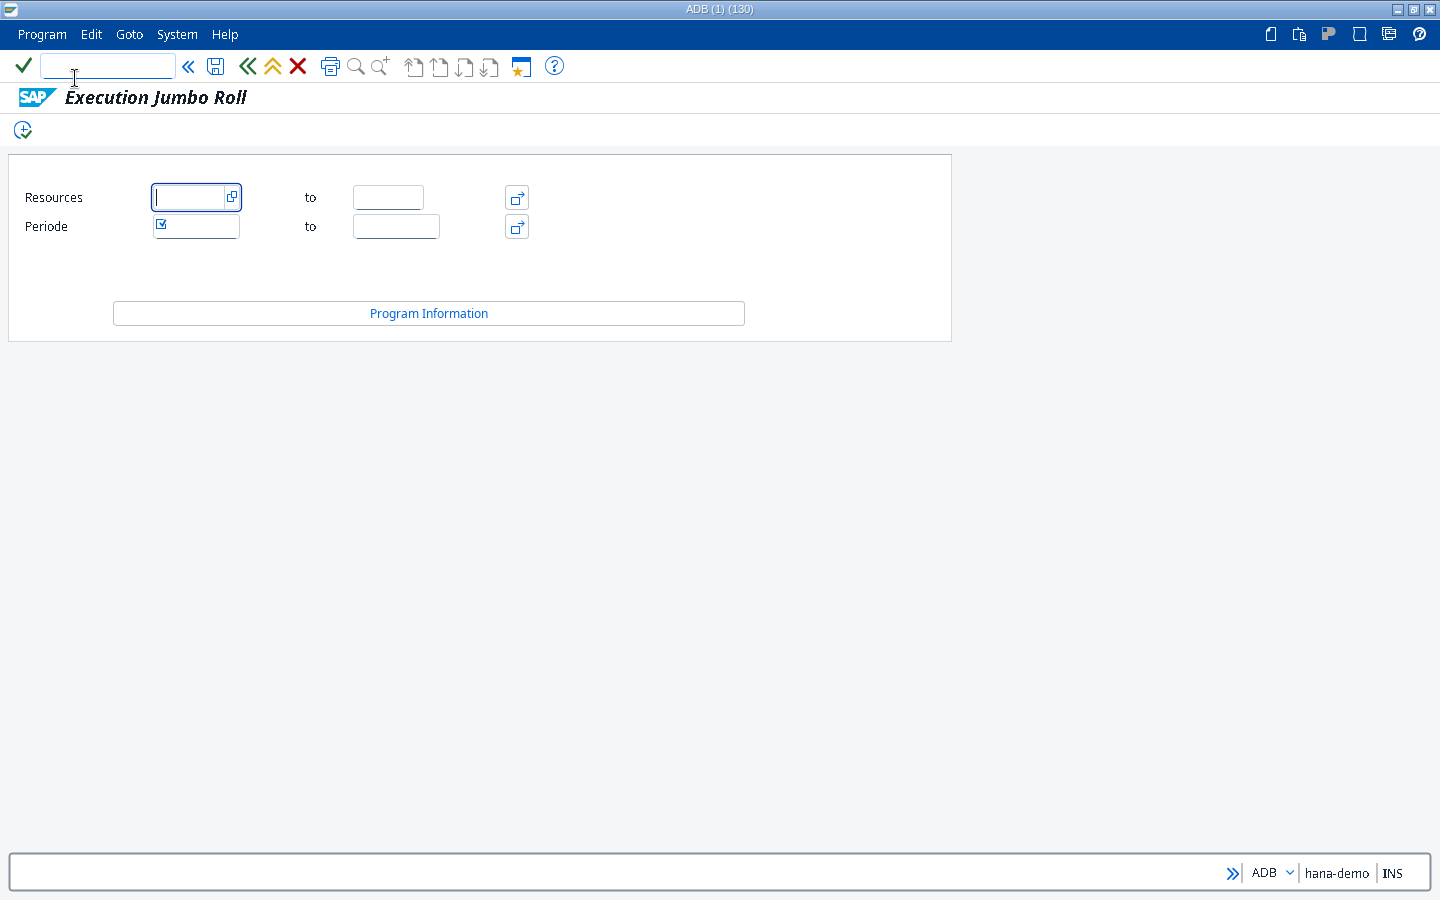 ADB (1) (130)
Program Edit Goto System Help
SAP Execution Jumbo Roll
Resources to
Periode to
Program Information
ADB hana-demo INS